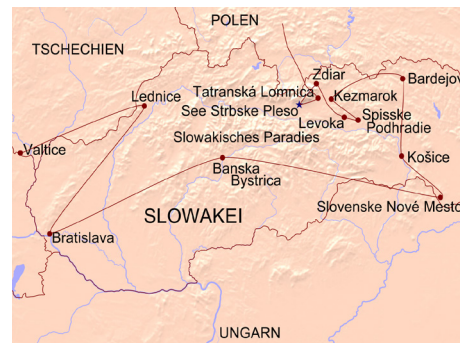 POLEN
TSCHECHIEN
Zdiar
Bardejov
Tatranská Lomnica
Lednice
Kezmarok
See Strbske Pleso
Levoka
Spisske
Podhradie
Slowakisches Paradies
Valtice
Košice
Banska
Bystrica
Slovenske Nové Mestó
SLOWAKEI
Bratislava
UNGARN